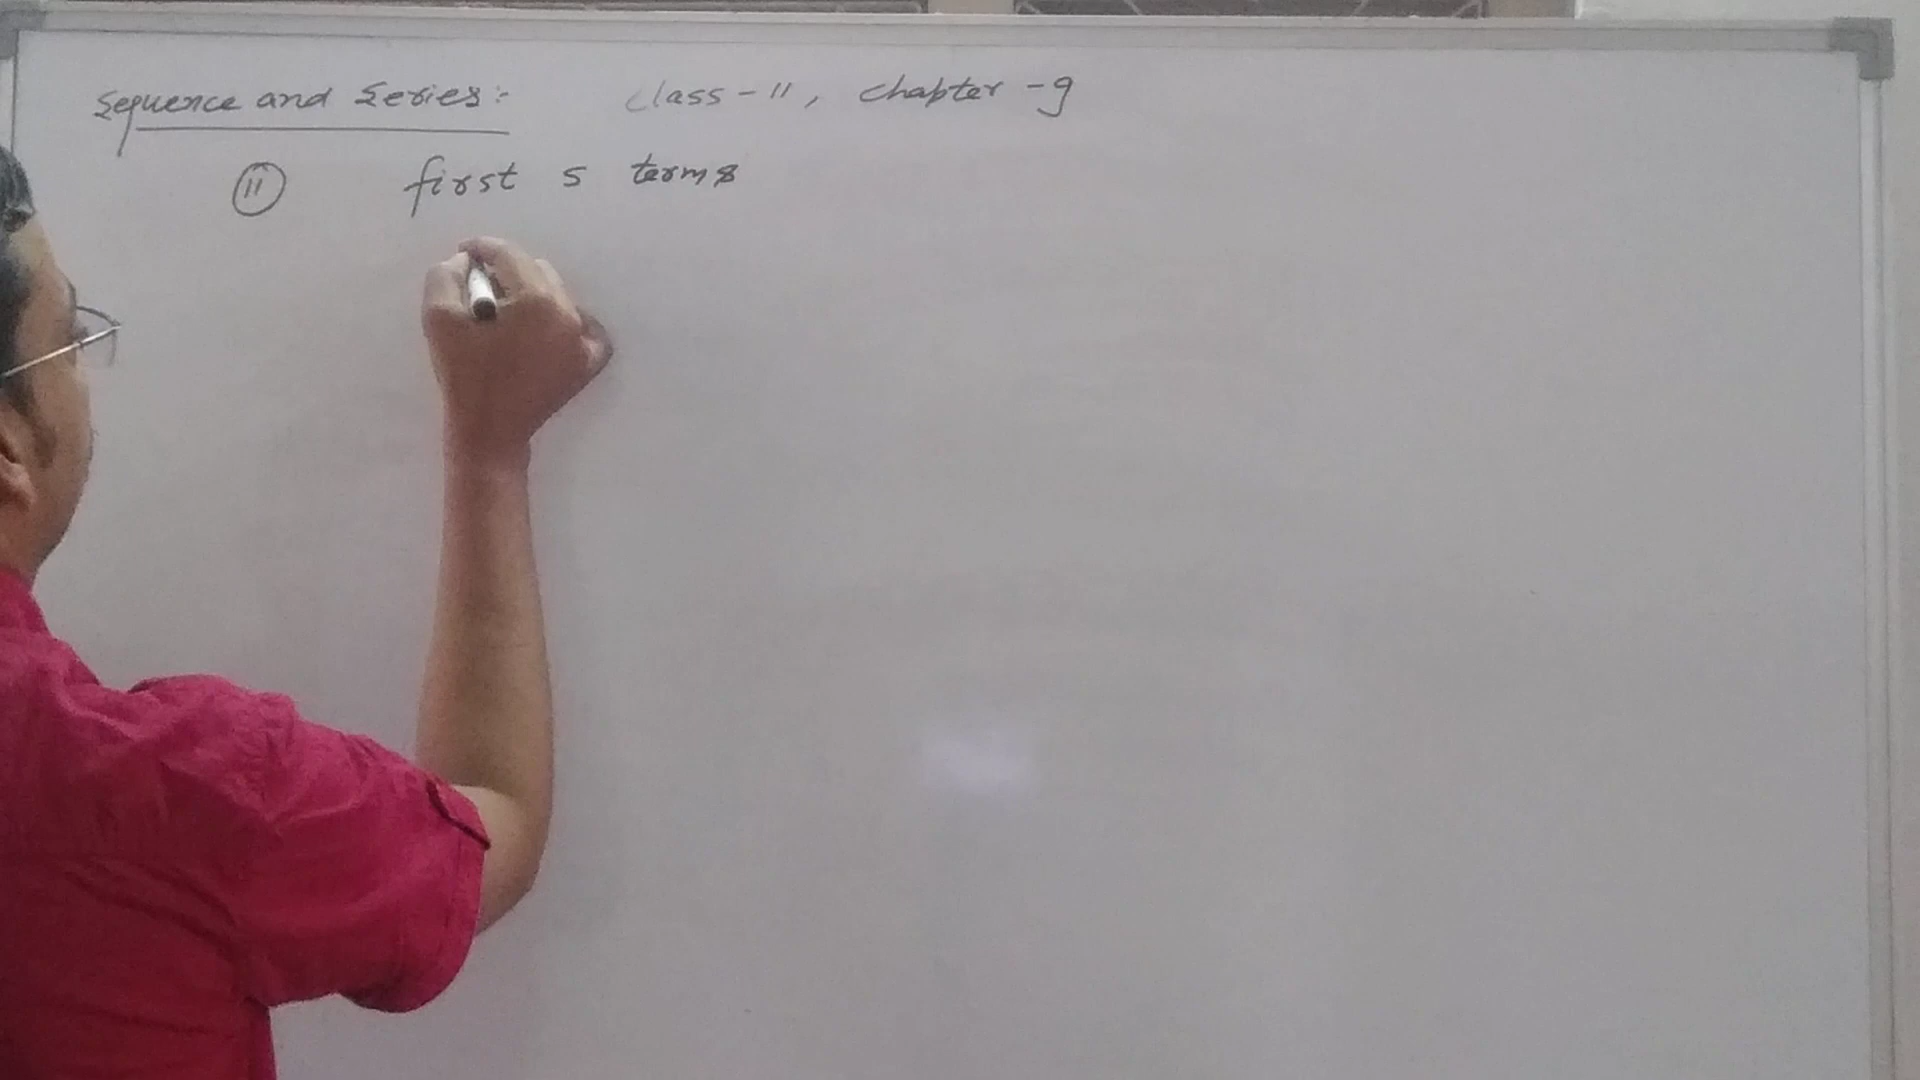 Sequence and Series:- class-11, chapter-9
11 first 5 terms